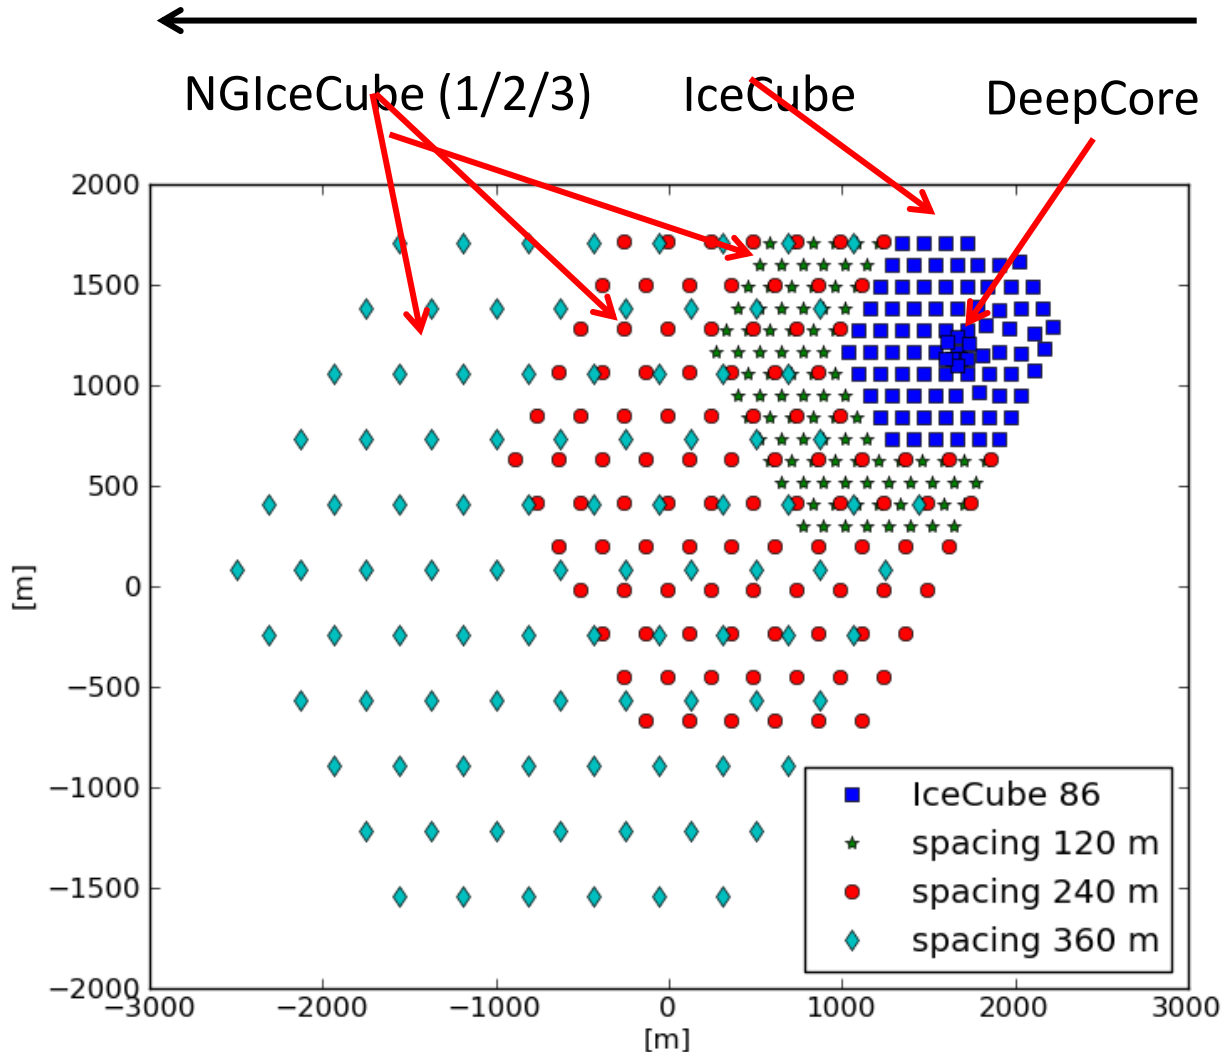 NGIceCube (1/2/3) IceCube DeepCore
2000
1500
1000
500
0
−500
−1000
−1500
−2000
[m]
IceCube 86
spacing 120 m
spacing 240 m
spacing 360 m
−3000 −2000 −1000 0 1000 2000 3000
[m]